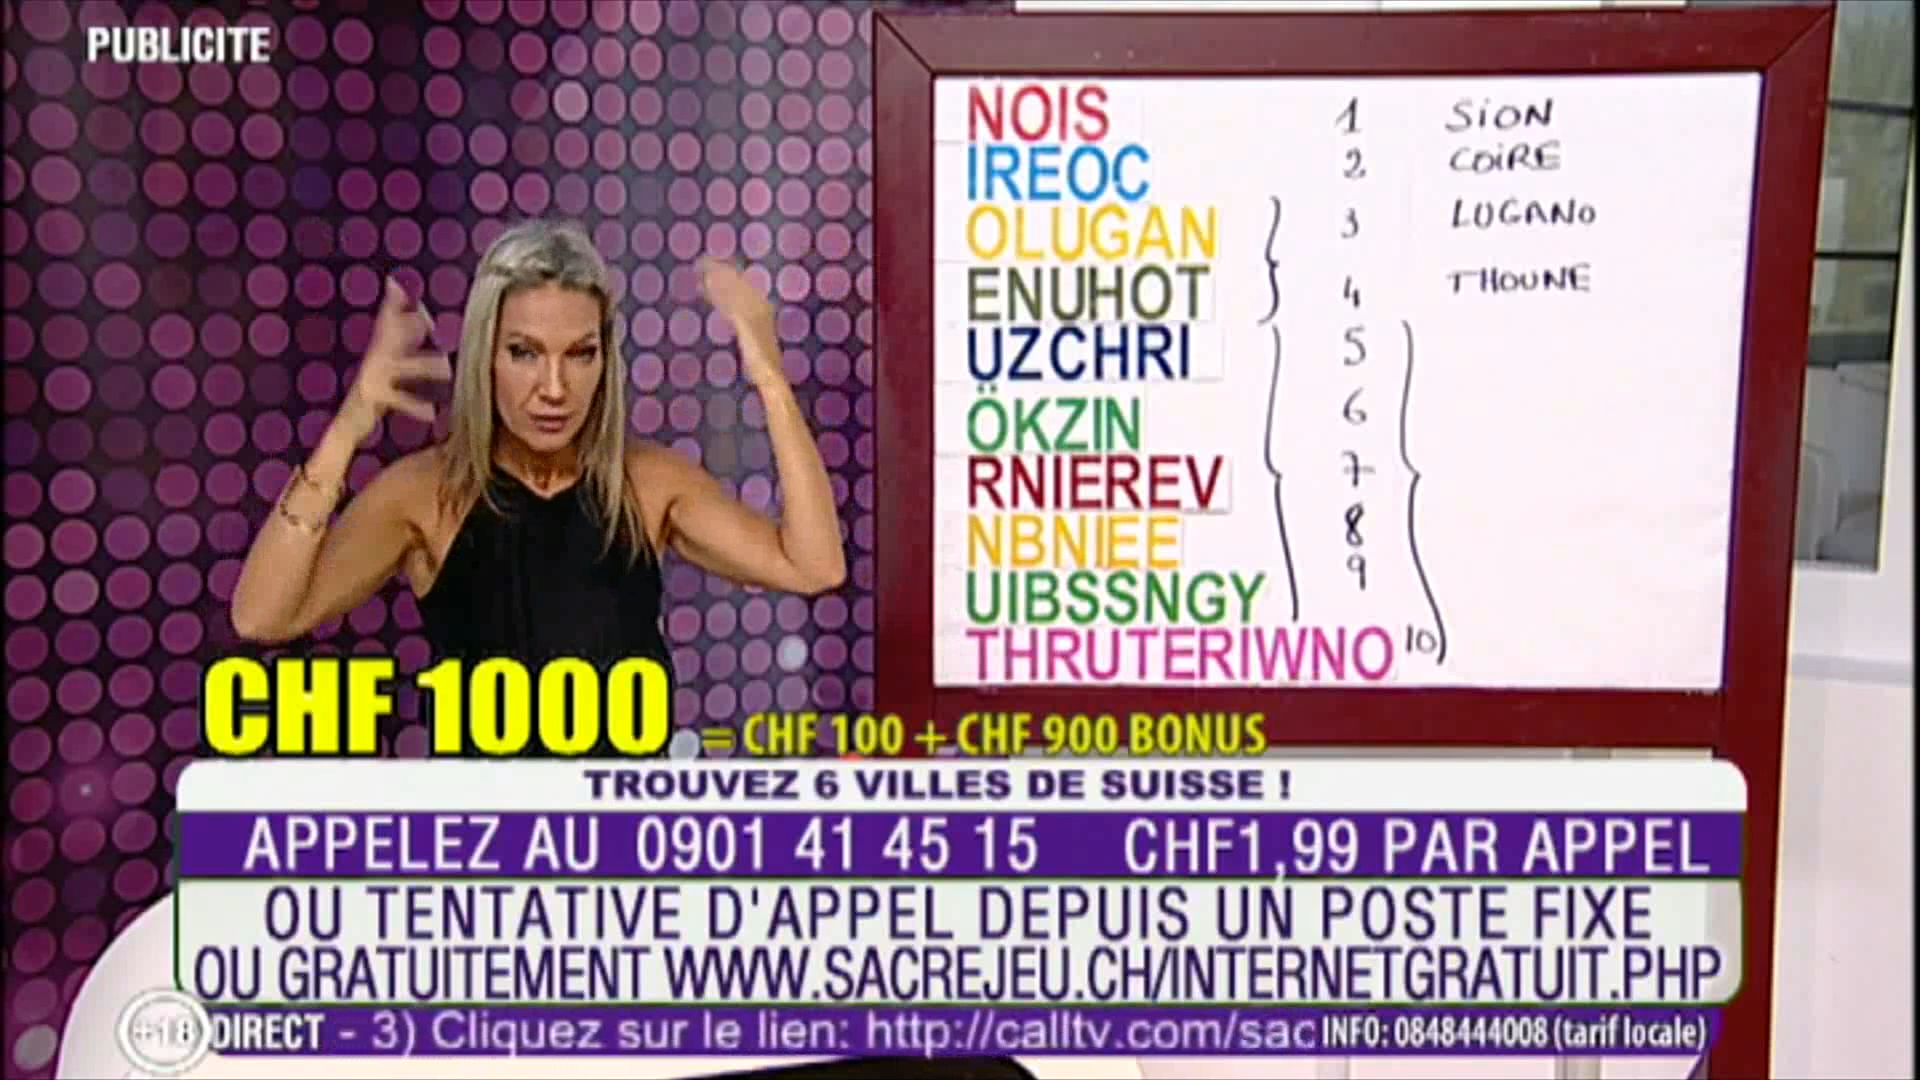 PUBLICITE
NOIS 1 SION
IREOC 2 COIRE
OLUGAN 3 LUGANO
ENUHOT 4 THOUNE
UZCHRI 5
ÖKZIN 6
RNIEREV 7
NBNIEE 8
UIBSSNGY 9
THRUTERIWNO 10
CHF 1000 = CHF 100 + CHF 900 BONUS
TROUVEZ 6 VILLES DE SUISSE !
APPELEZ AU 0901 41 45 15 CHF1,99 PAR APPEL
OU TENTATIVE D'APPEL DEPUIS UN POSTE FIXE
OU GRATUITEMENT WWW.SACREJEU.CH/INTERNETGRATUIT.PHP
+18 DIRECT - 3) Cliquez sur le lien: http://calltv.com/sac INFO: 0848444008 (tarif locale)